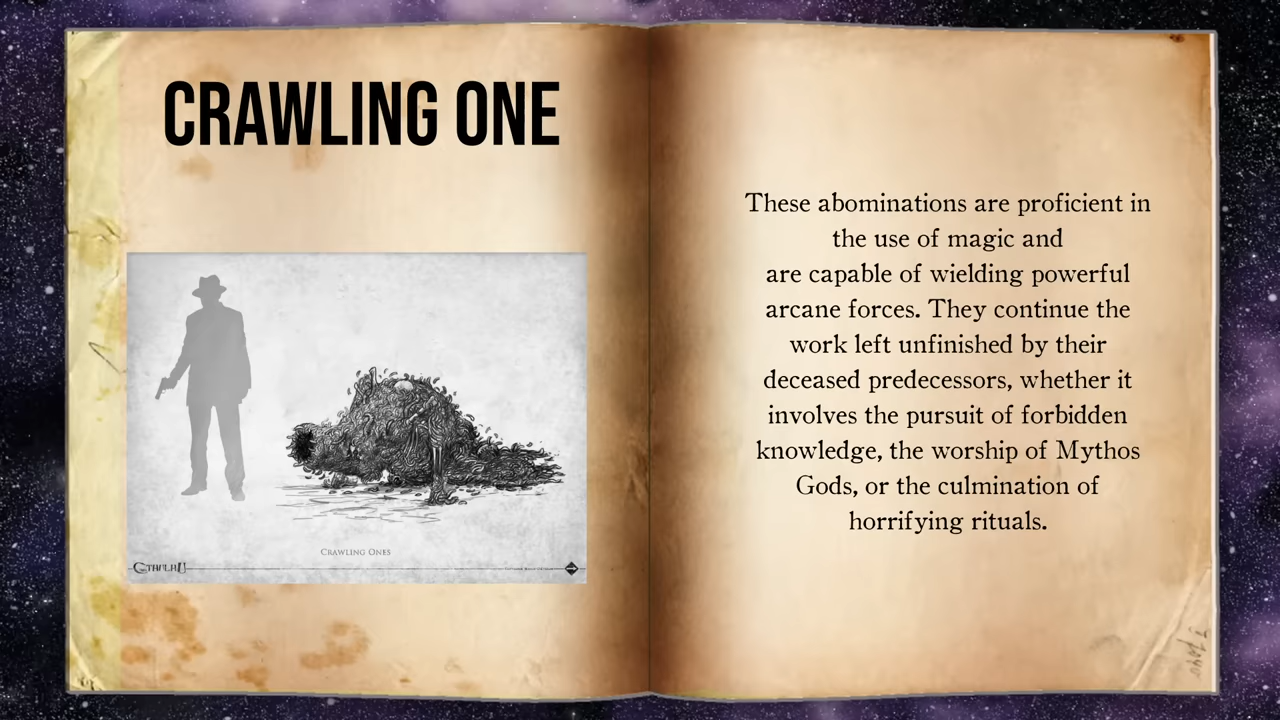 CRAWLING ONE
CRAWLING ONES
CTHULHU
These abominations are proficient in
the use of magic and
are capable of wielding powerful
arcane forces. They continue the
work left unfinished by their
deceased predecessors, whether it
involves the pursuit of forbidden
knowledge, the worship of Mythos
Gods, or the culmination of
horrifying rituals.